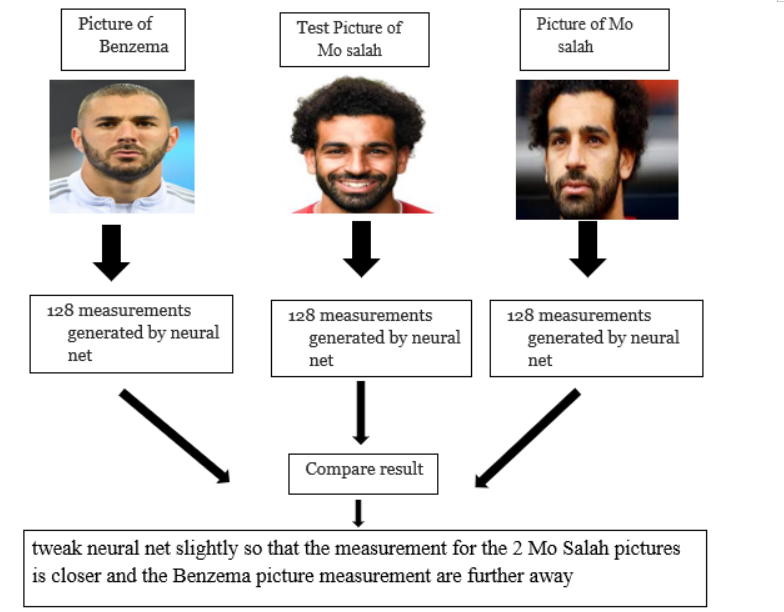 Picture of
Benzema
Test Picture of
Mo salah
Picture of Mo
salah
128 measurements
generated by neural
net
128 measurements
generated by neural
net
128 measurements
generated by neural
net
Compare result
tweak neural net slightly so that the measurement for the 2 Mo Salah pictures
is closer and the Benzema picture measurement are further away